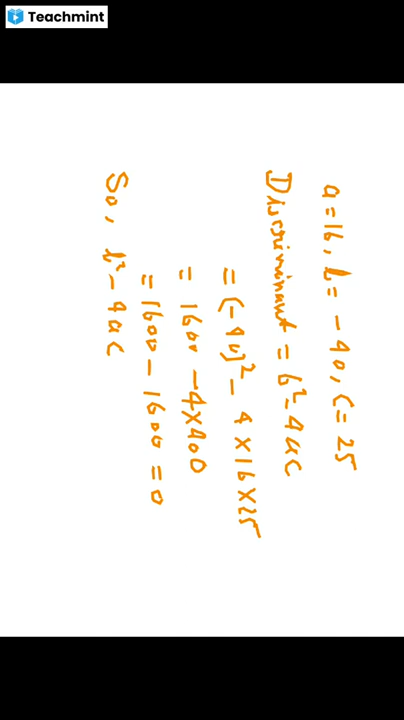 Teachmint
a = 16, b = -40, c = 25
Discriminant = b² - 4ac
= (-40)² - 4 × 16 × 25
= 1600 - 4 × 400
= 1600 - 1600 = 0
So, b² - 4ac